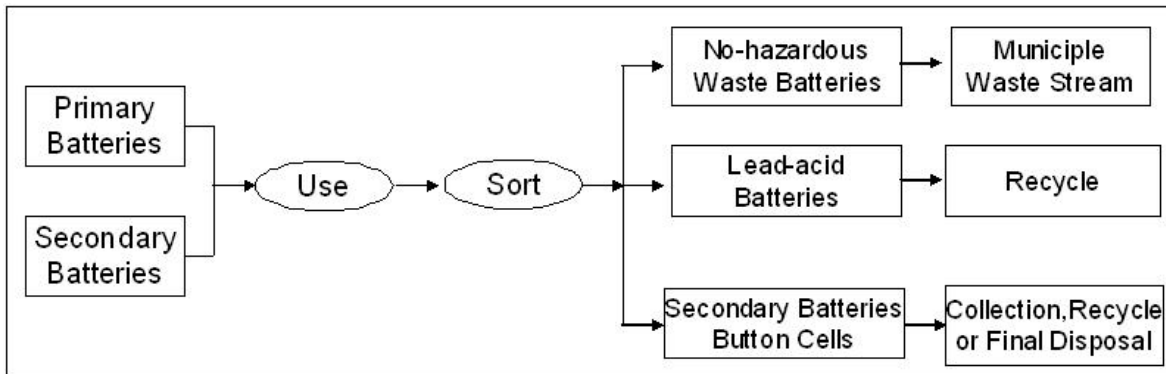 Primary
Batteries
Secondary
Batteries
Use
Sort
No-hazardous
Waste Batteries
Municiple
Waste Stream
Lead-acid
Batteries
Recycle
Secondary Batteries
Button Cells
Collection,Recycle
or Final Disposal